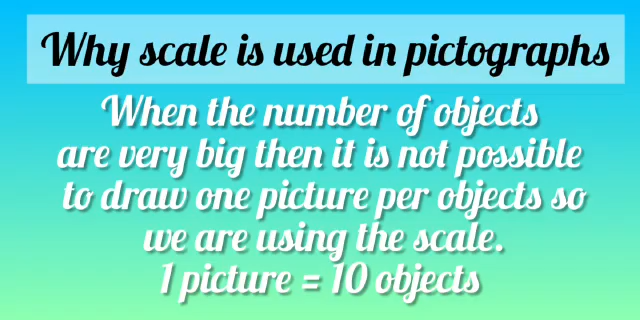 Why scale is used in pictographs
When the number of objects
are very big then it is not possible
to draw one picture per objects so
we are using the scale.
1 picture = 10 objects